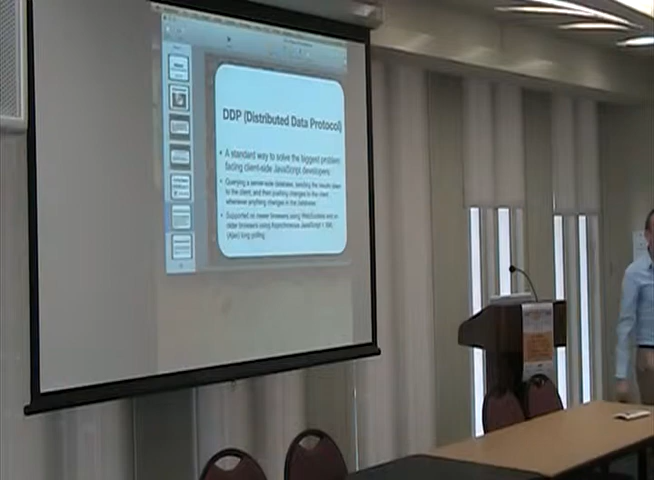 DDP (Distributed Data Protocol)
• A standard way to solve the biggest problem
facing client-side JavaScript developers:
• Querying a server-side database, sending the results down
to the client, and then pushing changes to the client
whenever anything changes in the database
• Supported on newer browsers using WebSockets and on
older browsers using Asynchronous JavaScript + XML
(Ajax) long polling